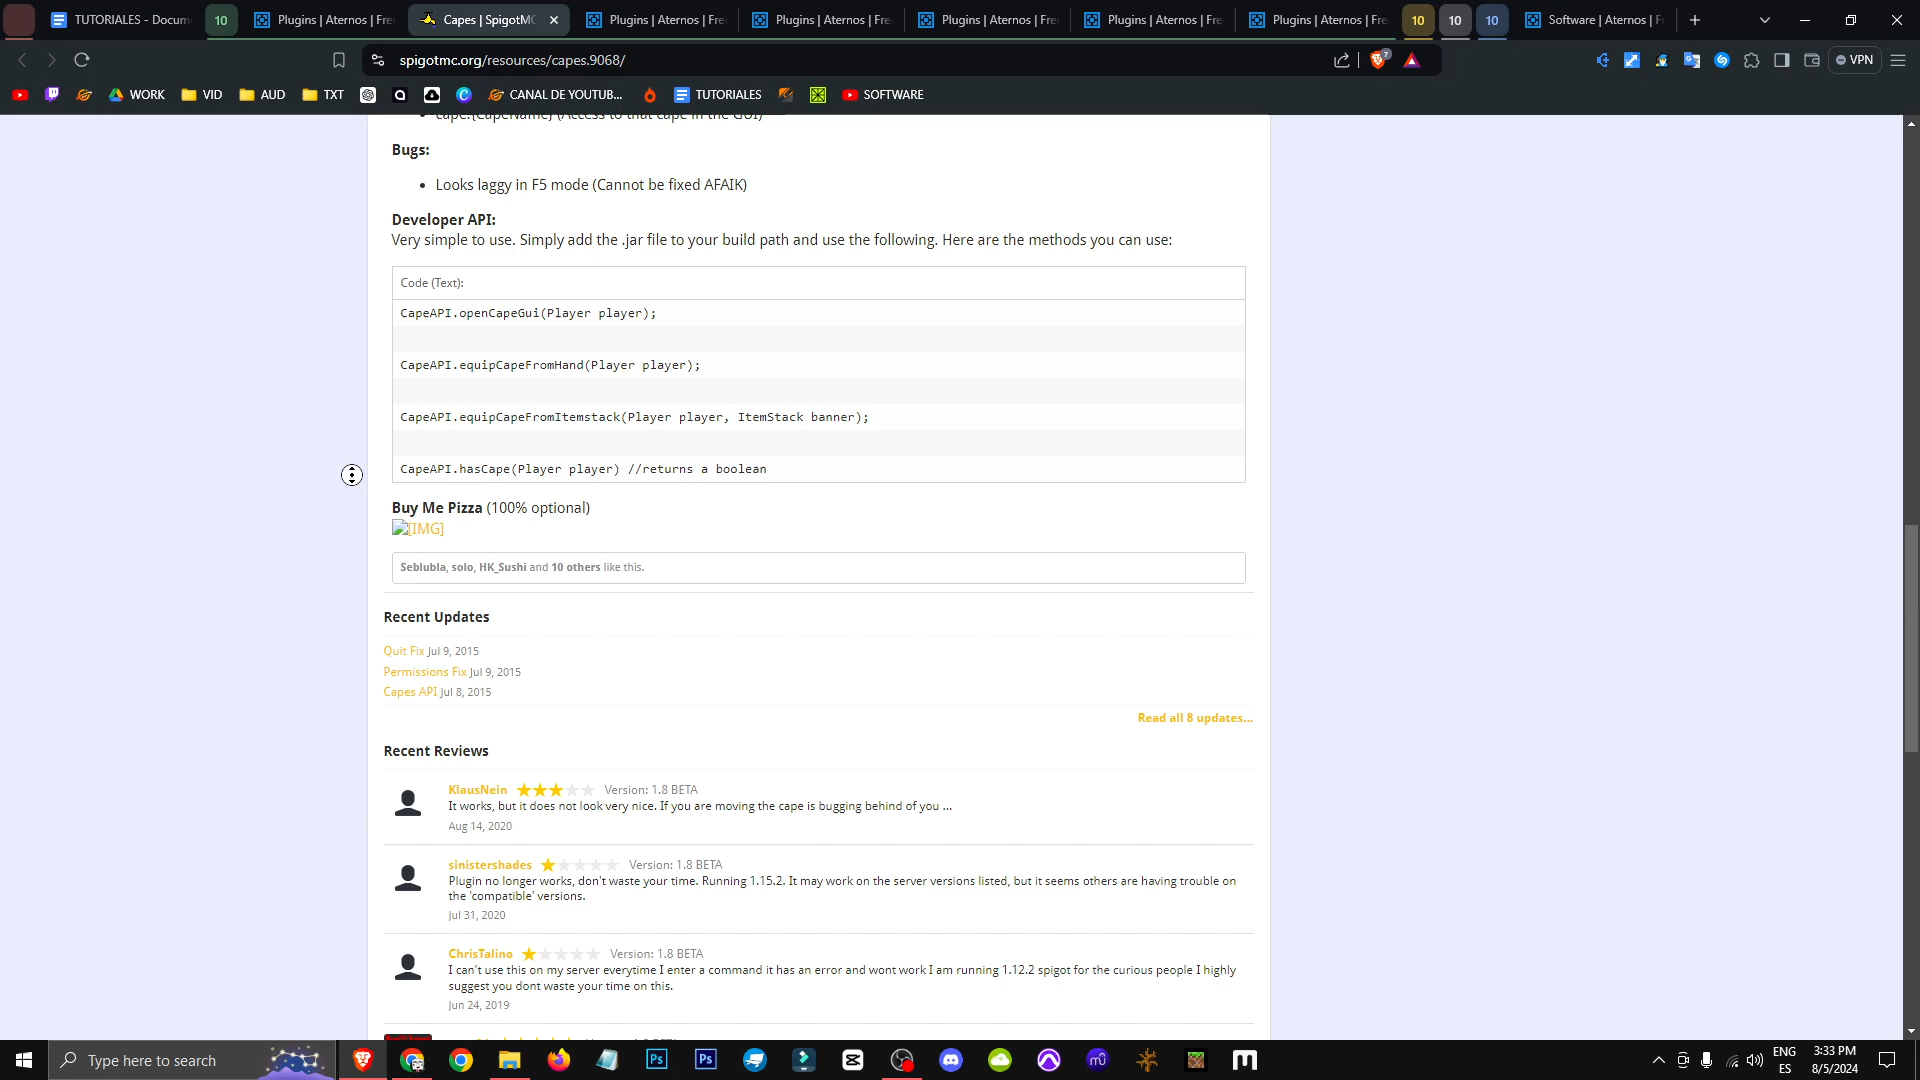 TUTORIALES - Docum
10
Plugins | Aternos | Fre
Capes | SpigotMC
Plugins | Aternos | Fre
Plugins | Aternos | Fre
Plugins | Aternos | Fre
Plugins | Aternos | Fre
Plugins | Aternos | Fre
10
10
10
Software | Aternos | F
spigotmc.org/resources/capes.9068/
7
VPN
WORK
VID
AUD
TXT
CANAL DE YOUTUB...
TUTORIALES
SOFTWARE
• cape.{CapeName} (Access to that cape in the GUI)
Bugs:
• Looks laggy in F5 mode (Cannot be fixed AFAIK)
Developer API:
Very simple to use. Simply add the .jar file to your build path and use the following. Here are the methods you can use:
Code (Text):
CapeAPI.openCapeGui(Player player);
CapeAPI.equipCapeFromHand(Player player);
CapeAPI.equipCapeFromItemstack(Player player, ItemStack banner);
CapeAPI.hasCape(Player player) //returns a boolean
Buy Me Pizza (100% optional)
[IMG]
Seblubla, solo, HK_Sushi and 10 others like this.
Recent Updates
Quit Fix Jul 9, 2015
Permissions Fix Jul 9, 2015
Capes API Jul 8, 2015
Read all 8 updates...
Recent Reviews
KlausNein Version: 1.8 BETA
It works, but it does not look very nice. If you are moving the cape is bugging behind of you ...
Aug 14, 2020
sinistershades Version: 1.8 BETA
Plugin no longer works, don't waste your time. Running 1.15.2. It may work on the server versions listed, but it seems others are having trouble on
the 'compatible' versions.
Jul 31, 2020
ChrisTalino Version: 1.8 BETA
I can't use this on my server everytime I enter a command it has an error and wont work I am running 1.12.2 spigot for the curious people I highly
suggest you dont waste your time on this.
Jun 24, 2019
Type here to search
Ps
Ps
ENG
ES
3:33 PM
8/5/2024